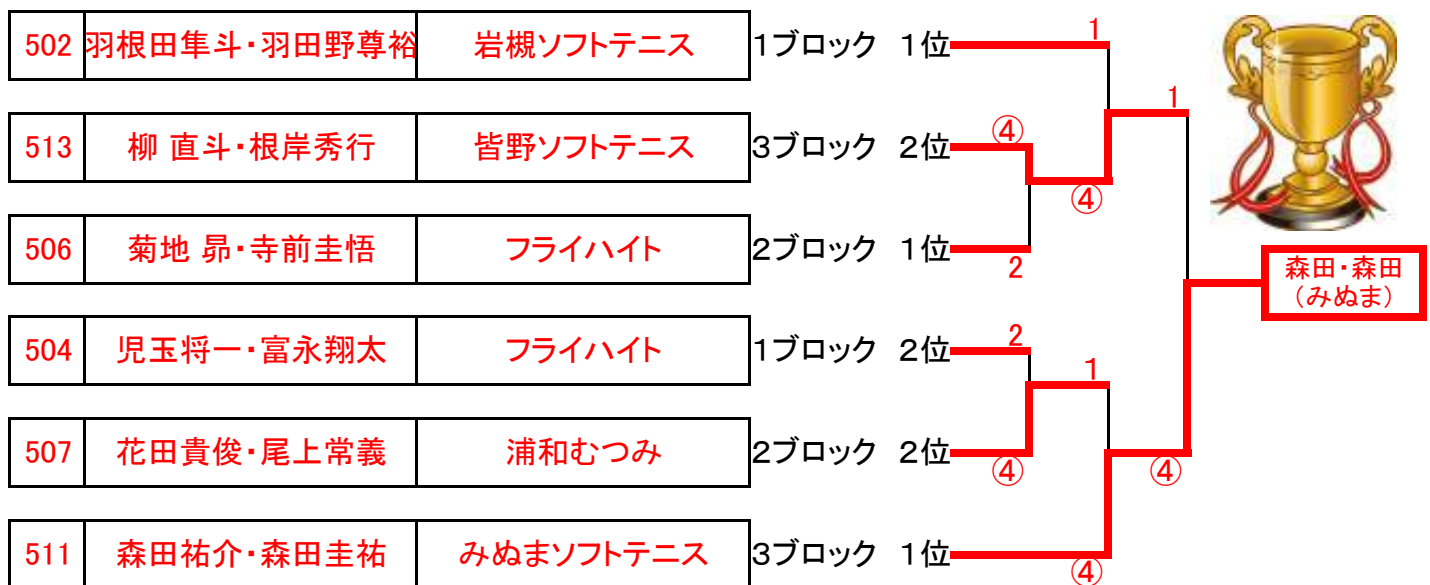 502 羽根田隼斗・羽田野尊裕 岩槻ソフトテニス 1ブロック 1位 1
1
513 柳 直斗・根岸秀行 皆野ソフトテニス 3ブロック 2位 ④
④
506 菊地 昴・寺前圭悟 フライハイト 2ブロック 1位 2
森田・森田
（みぬま）
504 児玉将一・富永翔太 フライハイト 1ブロック 2位 2
1
507 花田貴俊・尾上常義 浦和むつみ 2ブロック 2位 ④
④
511 森田祐介・森田圭祐 みぬまソフトテニス 3ブロック 1位 ④